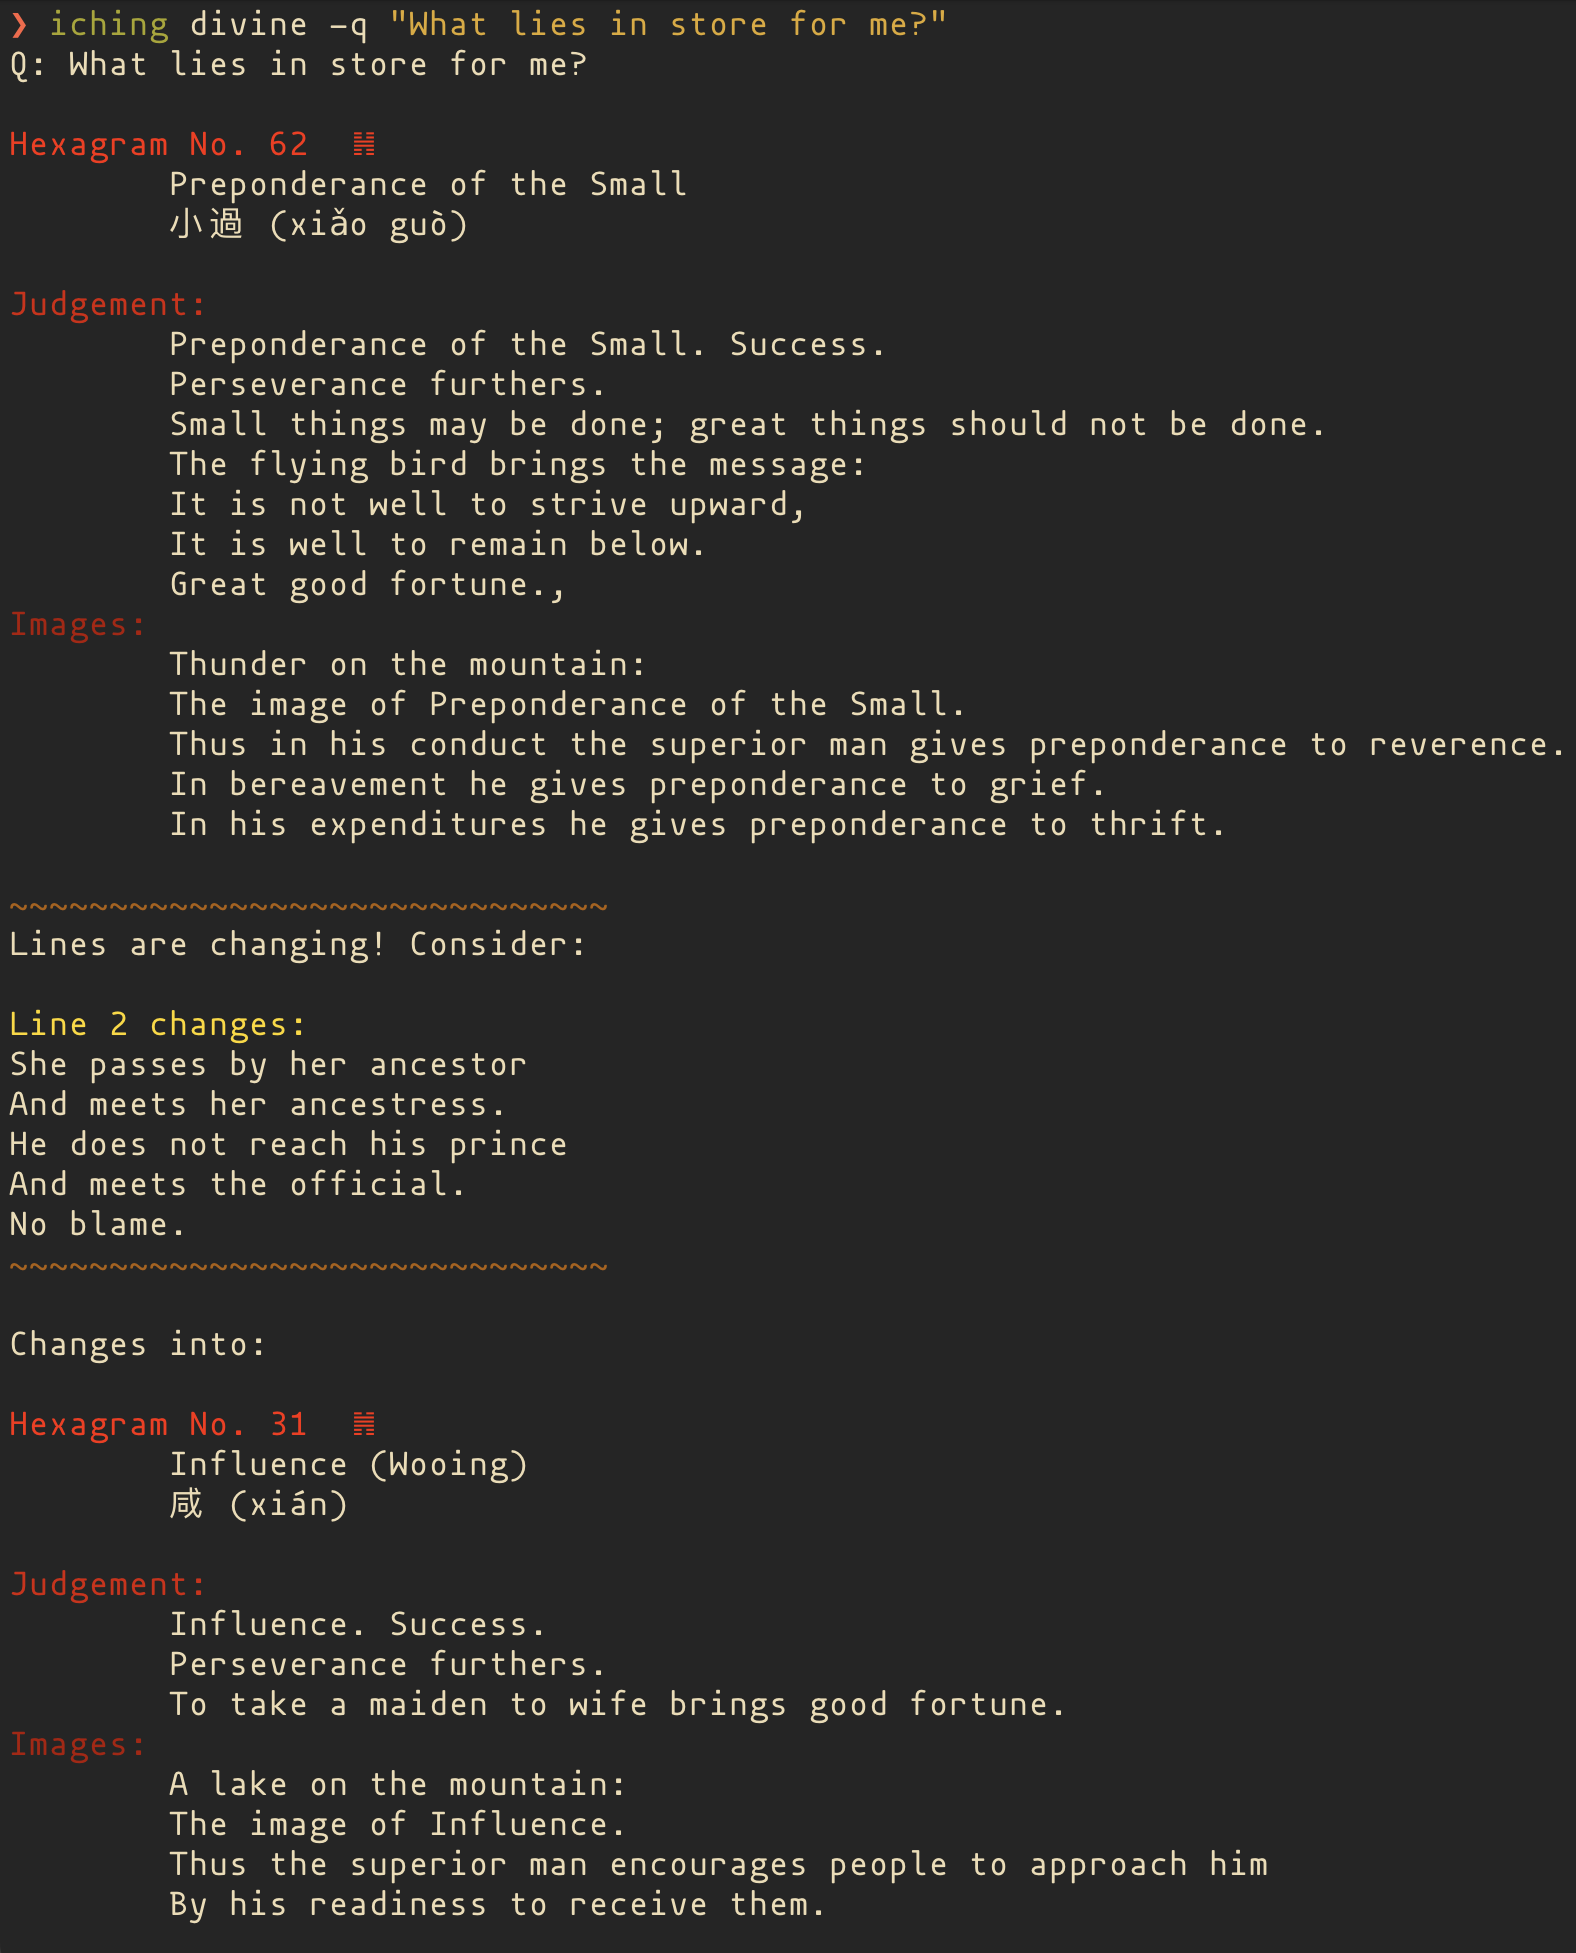 ❯ iching divine -q "What lies in store for me?"
Q: What lies in store for me?
Hexagram No. 62 ䷽
Preponderance of the Small
小過 (xiǎo guò)
Judgement:
Preponderance of the Small. Success.
Perseverance furthers.
Small things may be done; great things should not be done.
The flying bird brings the message:
It is not well to strive upward,
It is well to remain below.
Great good fortune.,
Images:
Thunder on the mountain:
The image of Preponderance of the Small.
Thus in his conduct the superior man gives preponderance to reverence.
In bereavement he gives preponderance to grief.
In his expenditures he gives preponderance to thrift.
~~~~~~~~~~~~~~~~~~~~~~~~~~~~~~
Lines are changing! Consider:
Line 2 changes:
She passes by her ancestor
And meets her ancestress.
He does not reach his prince
And meets the official.
No blame.
~~~~~~~~~~~~~~~~~~~~~~~~~~~~~~
Changes into:
Hexagram No. 31 ䷞
Influence (Wooing)
咸 (xián)
Judgement:
Influence. Success.
Perseverance furthers.
To take a maiden to wife brings good fortune.
Images:
A lake on the mountain:
The image of Influence.
Thus the superior man encourages people to approach him
By his readiness to receive them.